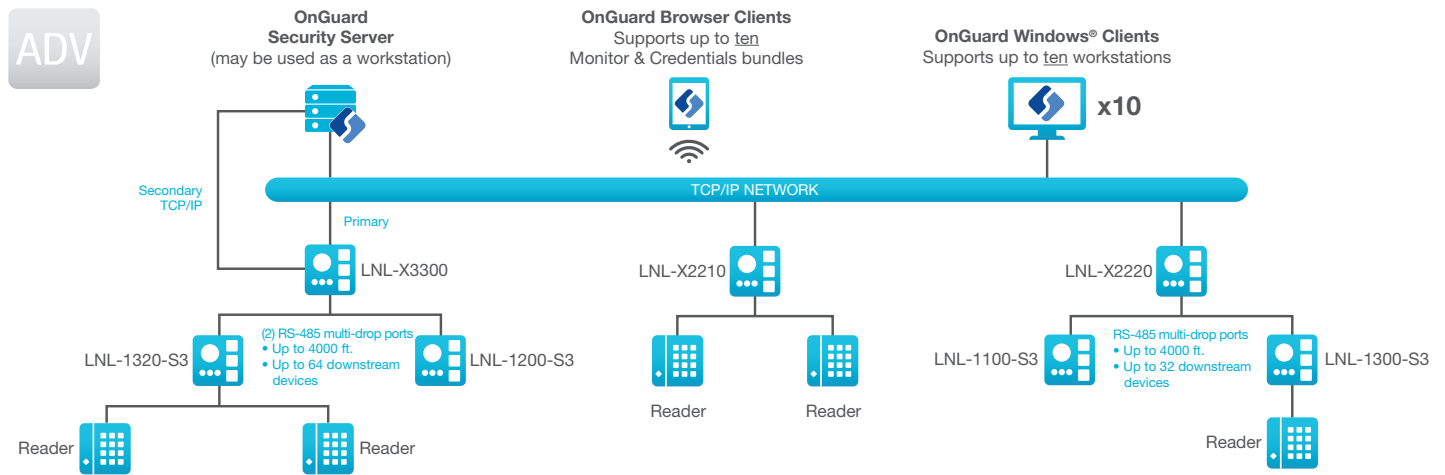 ADV
OnGuard
Security Server
(may be used as a workstation)
OnGuard Browser Clients
Supports up to ten
Monitor & Credentials bundles
OnGuard Windows® Clients
Supports up to ten workstations
x10
Secondary
TCP/IP
TCP/IP NETWORK
Primary
LNL-X3300
LNL-X2210
LNL-X2220
LNL-1320-S3
(2) RS-485 multi-drop ports
• Up to 4000 ft.
• Up to 64 downstream
devices
LNL-1200-S3
LNL-1100-S3
RS-485 multi-drop ports
• Up to 4000 ft.
• Up to 32 downstream
devices
LNL-1300-S3
Reader
Reader
Reader
Reader
Reader